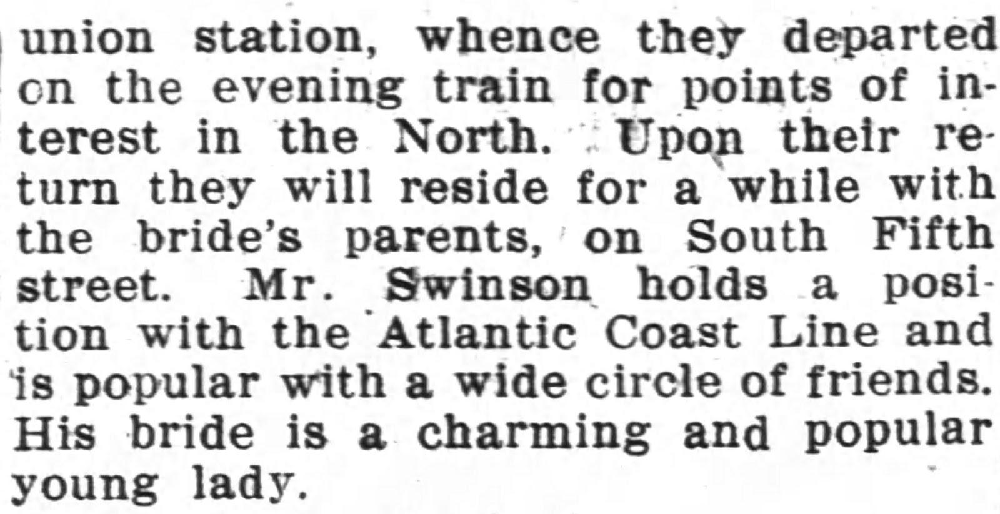 union station, whence they departed
on the evening train for points of in-
terest in the North. Upon their re-
turn they will reside for a while with
the bride's parents, on South Fifth
street. Mr. Swinson holds a posi-
tion with the Atlantic Coast Line and
is popular with a wide circle of friends.
His bride is a charming and popular
young lady.